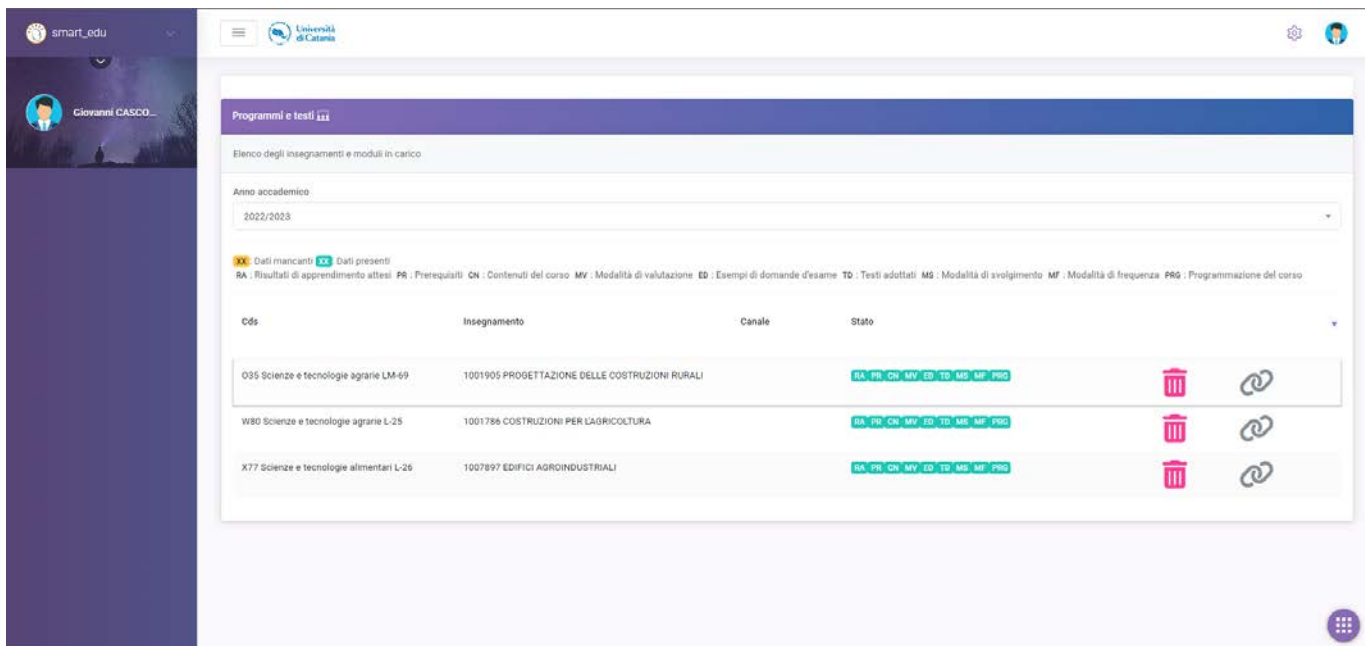 smart_edu
Università
di Catania
Giovanni CASCO...
Programmi e testi
Elenco degli insegnamenti e moduli in carico
Anno accademico
2022/2023
XX : Dati mancanti XX : Dati presenti
RA : Risultati di apprendimento attesi PR : Prerequisiti CN : Contenuti del corso MV : Modalità di valutazione ED : Esempi di domande d'esame TD : Testi adottati MS : Modalità di svolgimento MF : Modalità di frequenza PRG : Programmazione del corso
Cds Insegnamento Canale Stato
O35 Scienze e tecnologie agrarie LM-69 1001905 PROGETTAZIONE DELLE COSTRUZIONI RURALI RA PR CN MV ED TD MS MF PRG
W80 Scienze e tecnologie agrarie L-25 1001786 COSTRUZIONI PER L'AGRICOLTURA RA PR CN MV ED TD MS MF PRG
X77 Scienze e tecnologie alimentari L-26 1007897 EDIFICI AGROINDUSTRIALI RA PR CN MV ED TD MS MF PRG